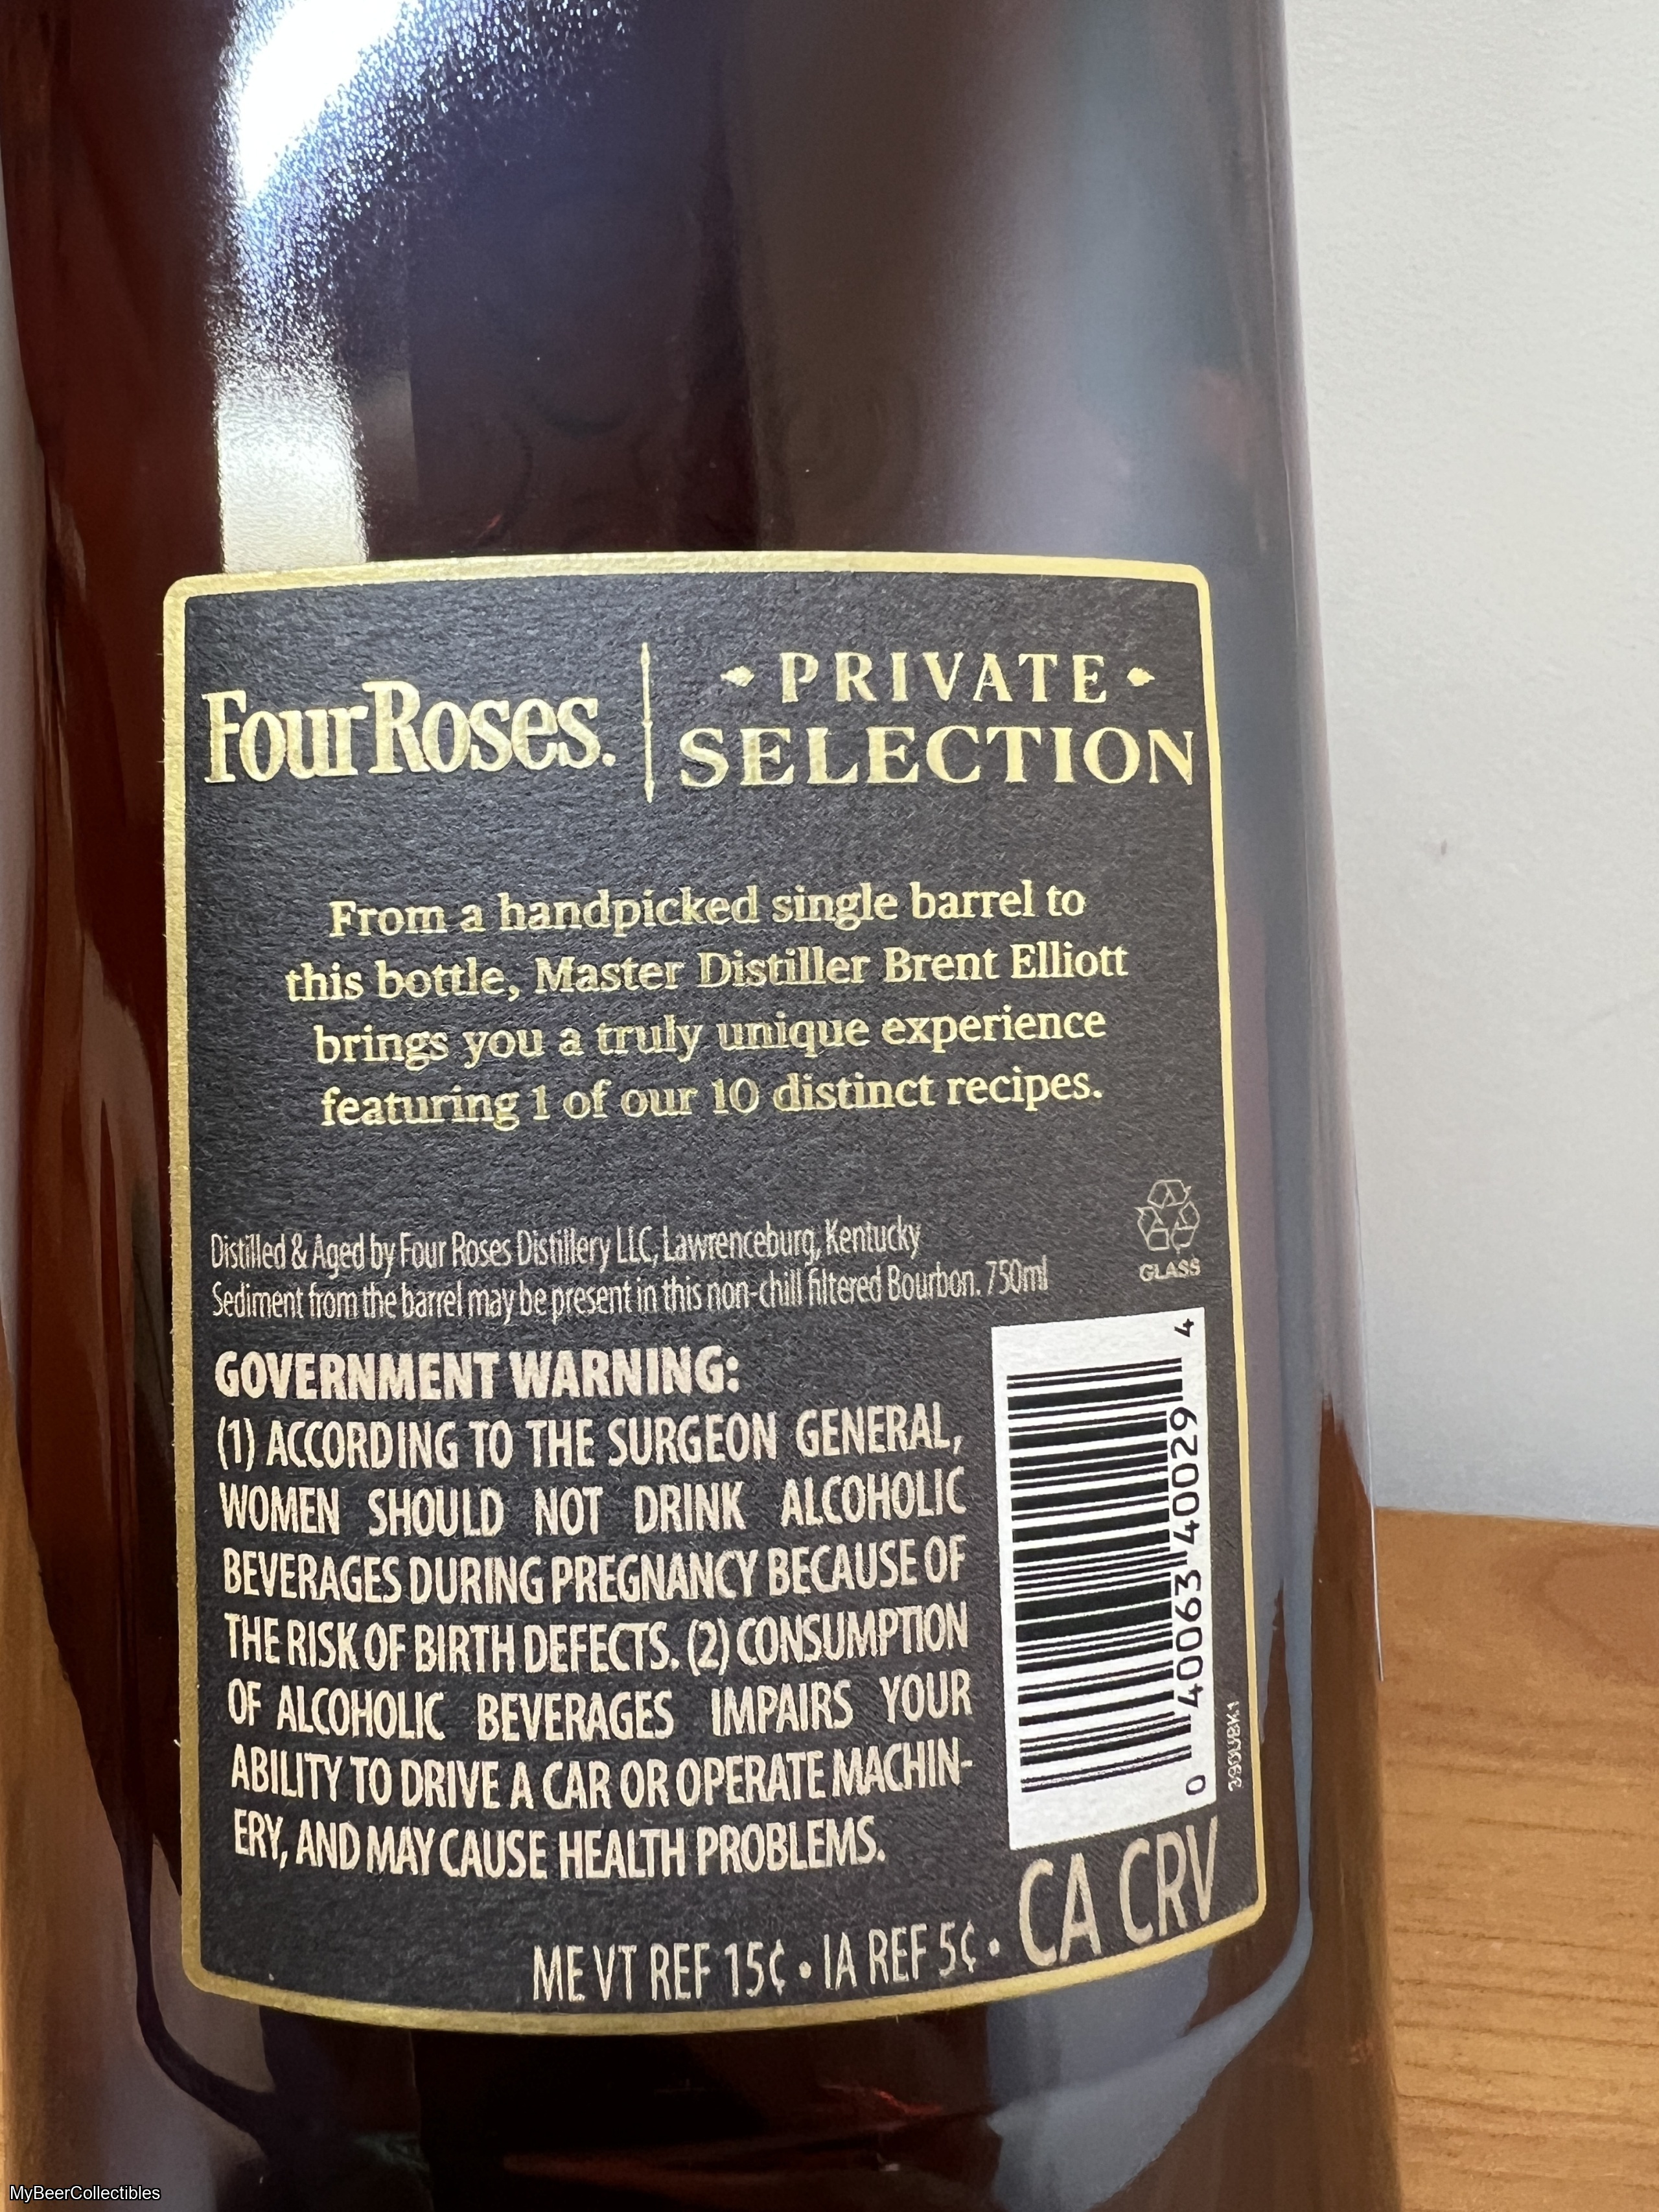 FourRoses.
PRIVATE
SELECTION
From a handpicked single barrel to
this bottle, Master Distiller Brent Elliott
brings you a truly unique experience
featuring 1 of our 10 distinct recipes.
Distilled & Aged by Four Roses Distillery LLC, Lawrenceburg, Kentucky
Sediment from the barrel may be present in this non-chill filtered Bourbon. 750ml
GLASS
GOVERNMENT WARNING:
(1) ACCORDING TO THE SURGEON GENERAL,
WOMEN SHOULD NOT DRINK ALCOHOLIC
BEVERAGES DURING PREGNANCY BECAUSE OF
THE RISK OF BIRTH DEFECTS. (2) CONSUMPTION
OF ALCOHOLIC BEVERAGES IMPAIRS YOUR
ABILITY TO DRIVE A CAR OR OPERATE MACHIN-
ERY, AND MAY CAUSE HEALTH PROBLEMS.
0 40063 40029 4
ME VT REF 15¢ • IA REF 5¢ • CA CRV
MyBeerCollectibles